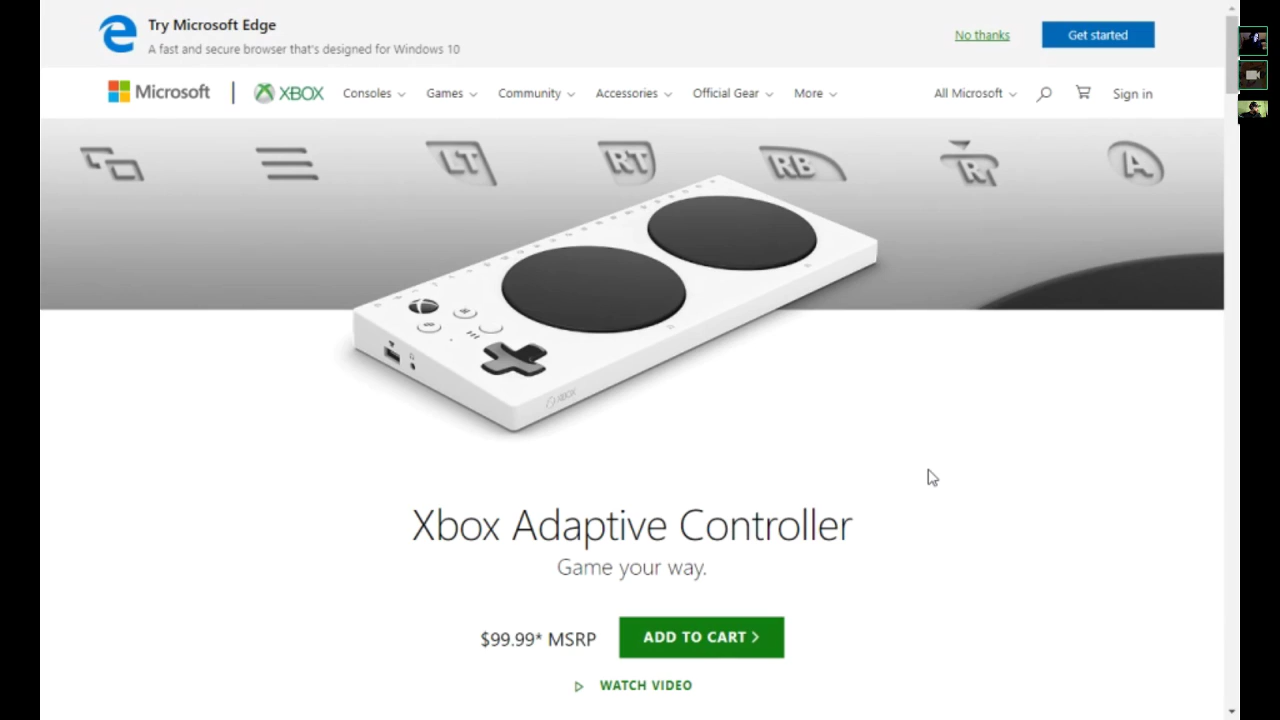 Try Microsoft Edge
A fast and secure browser that's designed for Windows 10
No thanks
Get started
Microsoft
XBOX
Consoles
Games
Community
Accessories
Official Gear
More
All Microsoft
Sign in
LT
RT
RB
A
XBOX
Xbox Adaptive Controller
Game your way.
$99.99* MSRP
ADD TO CART
WATCH VIDEO